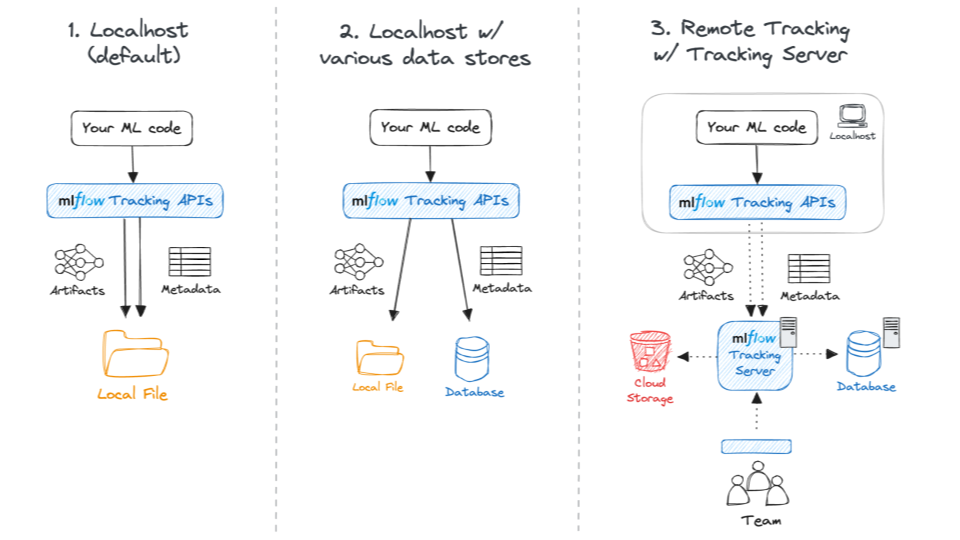 1. Localhost
(default)
Your ML code
mlflow Tracking APIs
Artifacts
Metadata
Local File
2. Localhost w/
various data stores
Your ML code
mlflow Tracking APIs
Artifacts
Metadata
Local File
Database
3. Remote Tracking
w/ Tracking Server
Your ML code
Localhost
mlflow Tracking APIs
Artifacts
Metadata
mlflow
Tracking
Server
Cloud
Storage
Database
Team